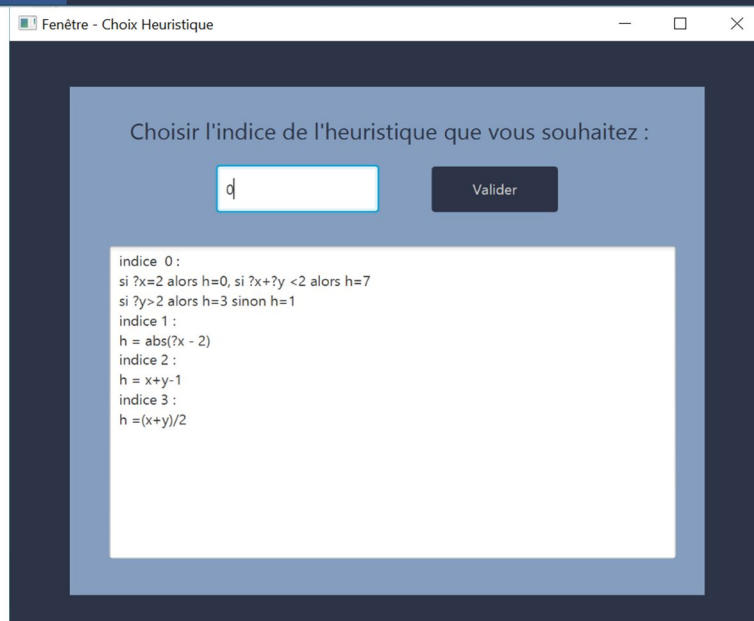 Fenêtre - Choix Heuristique
Choisir l'indice de l'heuristique que vous souhaitez :
0
Valider
indice  0 :
si ?x=2 alors h=0, si ?x+?y <2 alors h=7
si ?y>2 alors h=3 sinon h=1
indice 1 :
h = abs(?x - 2)
indice 2 :
h = x+y-1
indice 3 :
h =(x+y)/2